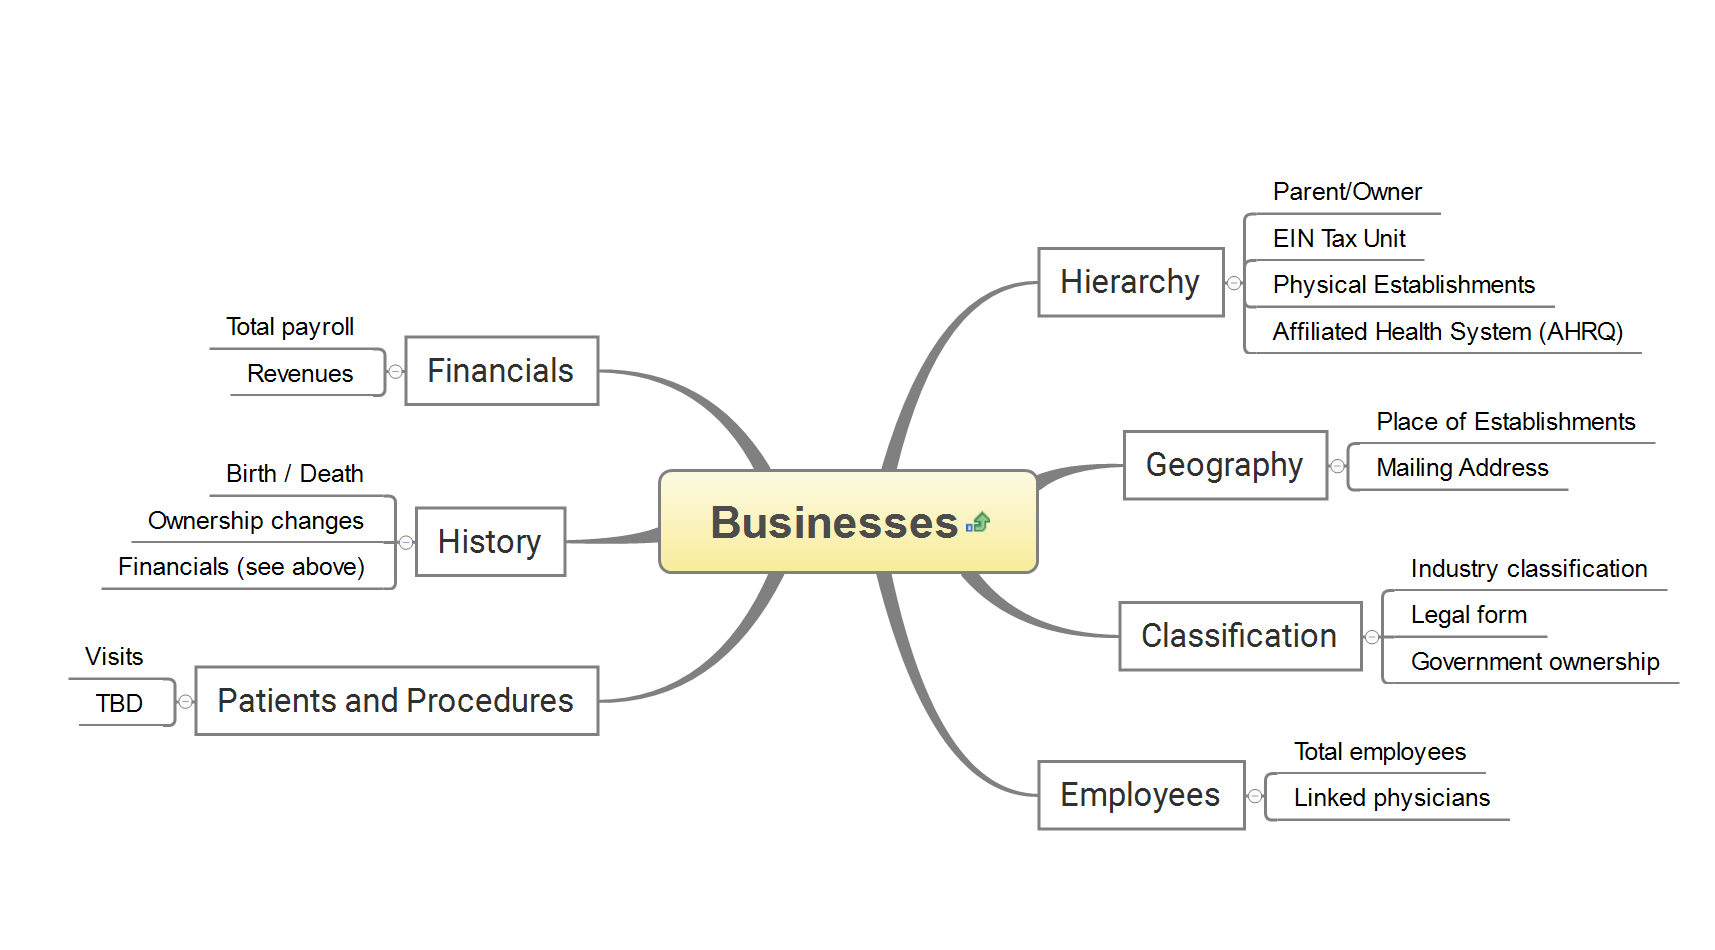 Businesses
Hierarchy
Parent/Owner
EIN Tax Unit
Physical Establishments
Affiliated Health System (AHRQ)
Geography
Place of Establishments
Mailing Address
Classification
Industry classification
Legal form
Government ownership
Employees
Total employees
Linked physicians
Financials
Total payroll
Revenues
History
Birth / Death
Ownership changes
Financials (see above)
Patients and Procedures
Visits
TBD